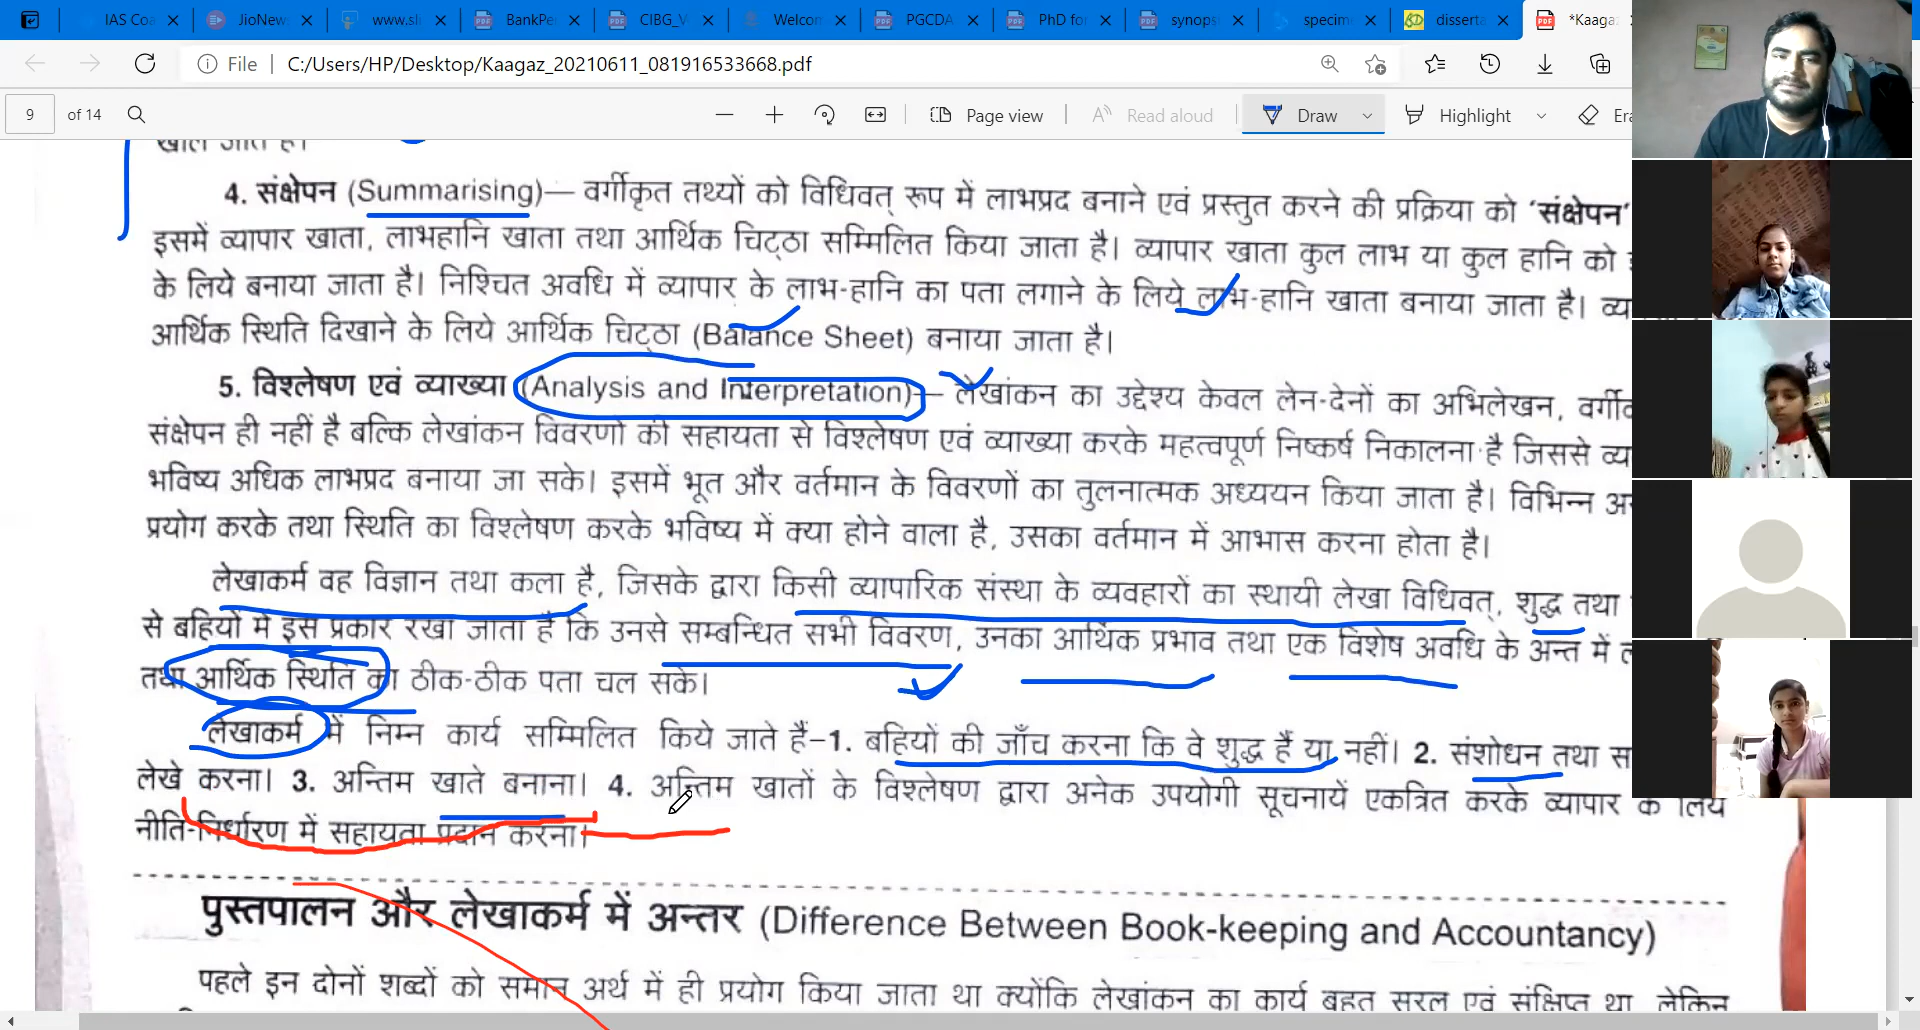 IAS Coa
JioNew
www.sli
BankPe
CIBG_V
Welcom
PGCDA
PhD for
synops
specim
disserta
*Kaaga
File
C:/Users/HP/Desktop/Kaagaz_20210611_081916533668.pdf
9 of 14
Page view
Read aloud
Draw
Highlight
Era
खोले जाते हैं।
4. संक्षेपन (Summarising)— वर्गीकृत तथ्यों को विधिवत् रूप में लाभप्रद बनाने एवं प्रस्तुत करने की प्रक्रिया को 'संक्षेपन'
इसमें व्यापार खाता, लाभहानि खाता तथा आर्थिक चिट्ठा सम्मिलित किया जाता है। व्यापार खाता कुल लाभ या कुल हानि को
के लिये बनाया जाता है। निश्चित अवधि में व्यापार के लाभ-हानि का पता लगाने के लिये लाभ-हानि खाता बनाया जाता है।
आर्थिक स्थिति दिखाने के लिये आर्थिक चिट्ठा (Balance Sheet) बनाया जाता है।
5. विश्लेषण एवं व्याख्या (Analysis and Interpretation)— लेखांकन का उद्देश्य केवल लेन-देनों का अभिलेखन,
संक्षेपन ही नहीं है बल्कि लेखांकन विवरणों की सहायता से विश्लेषण एवं व्याख्या करके महत्वपूर्ण निष्कर्ष निकालना है जिससे
भविष्य अधिक लाभप्रद बनाया जा सके। इसमें भूत और वर्तमान के विवरणों का तुलनात्मक अध्ययन किया जाता है। विभिन्न
प्रयोग करके तथा स्थिति का विश्लेषण करके भविष्य में क्या होने वाला है, उसका वर्तमान में आभास करना होता है।
लेखाकर्म वह विज्ञान तथा कला है, जिसके द्वारा किसी व्यापारिक संस्था के व्यवहारों का स्थायी लेखा विधिवत्, शुद्ध तथा
से बहियों में इस प्रकार रखा जाता है कि उनसे सम्बन्धित सभी विवरण, उनका आर्थिक प्रभाव तथा एक विशेष अवधि के अन्त में
तथा आर्थिक स्थिति का ठीक-ठीक पता चल सके।
लेखाकर्म में निम्न कार्य सम्मिलित किये जाते हैं–1. बहियों की जाँच करना कि वे शुद्ध हैं या नहीं। 2. संशोधन तथा
लेखे करना। 3. अन्तिम खाते बनाना। 4. अन्तिम खातों के विश्लेषण द्वारा अनेक उपयोगी सूचनायें एकत्रित करके व्यापार के लिये
नीति-निर्धारण में सहायता प्रदान करना।
पुस्तपालन और लेखाकर्म में अन्तर (Difference Between Book-keeping and Accountancy)
पहले इन दोनों शब्दों को समान अर्थ में ही प्रयोग किया जाता था क्योंकि लेखांकन का कार्य बहुत सरल एवं संक्षिप्त था, लेकिन